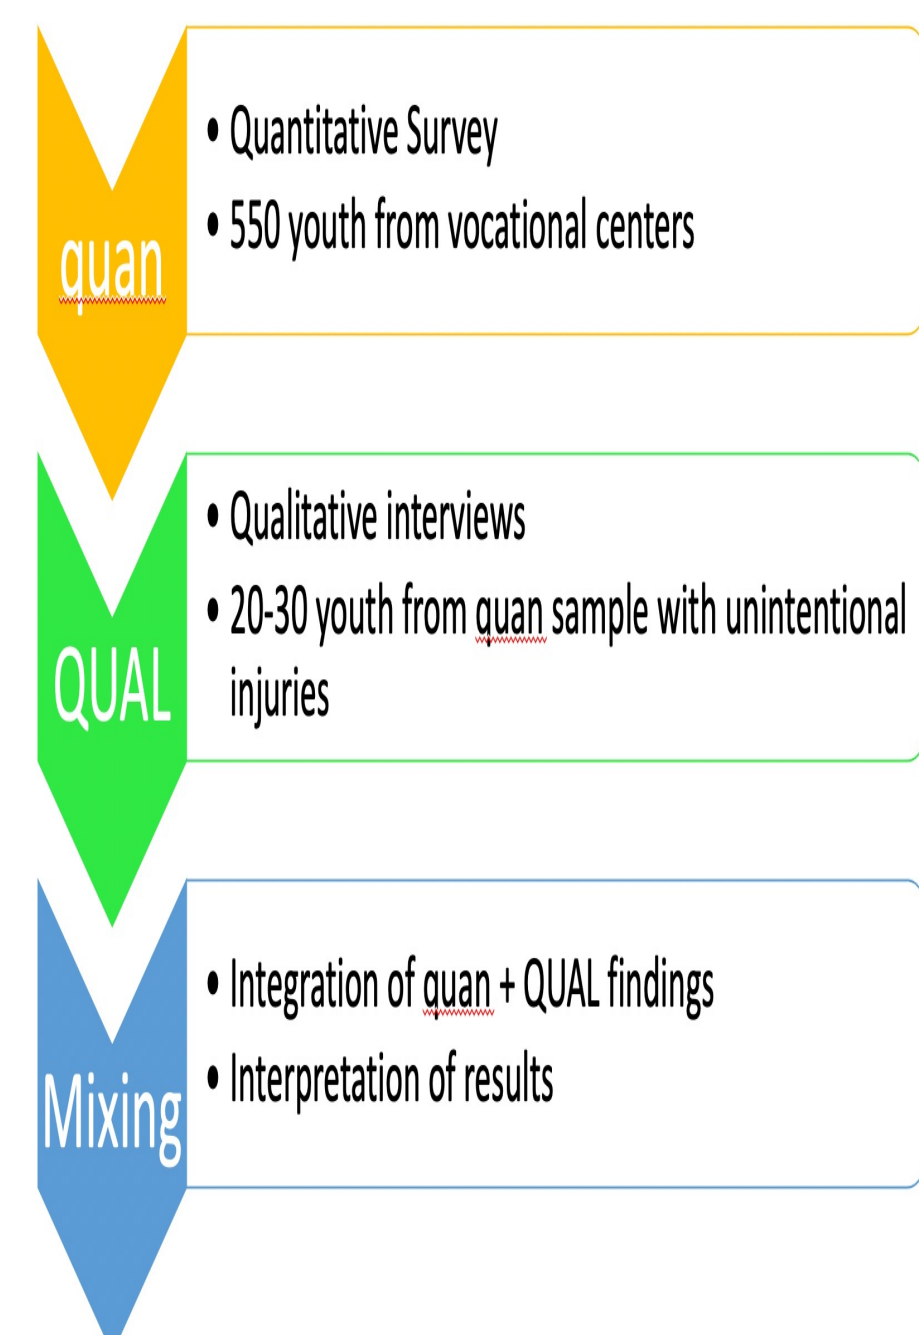 quan
• Quantitative Survey
• 550 youth from vocational centers
QUAL
• Qualitative interviews
• 20-30 youth from quan sample with unintentional
injuries
Mixing
• Integration of quan + QUAL findings
• Interpretation of results